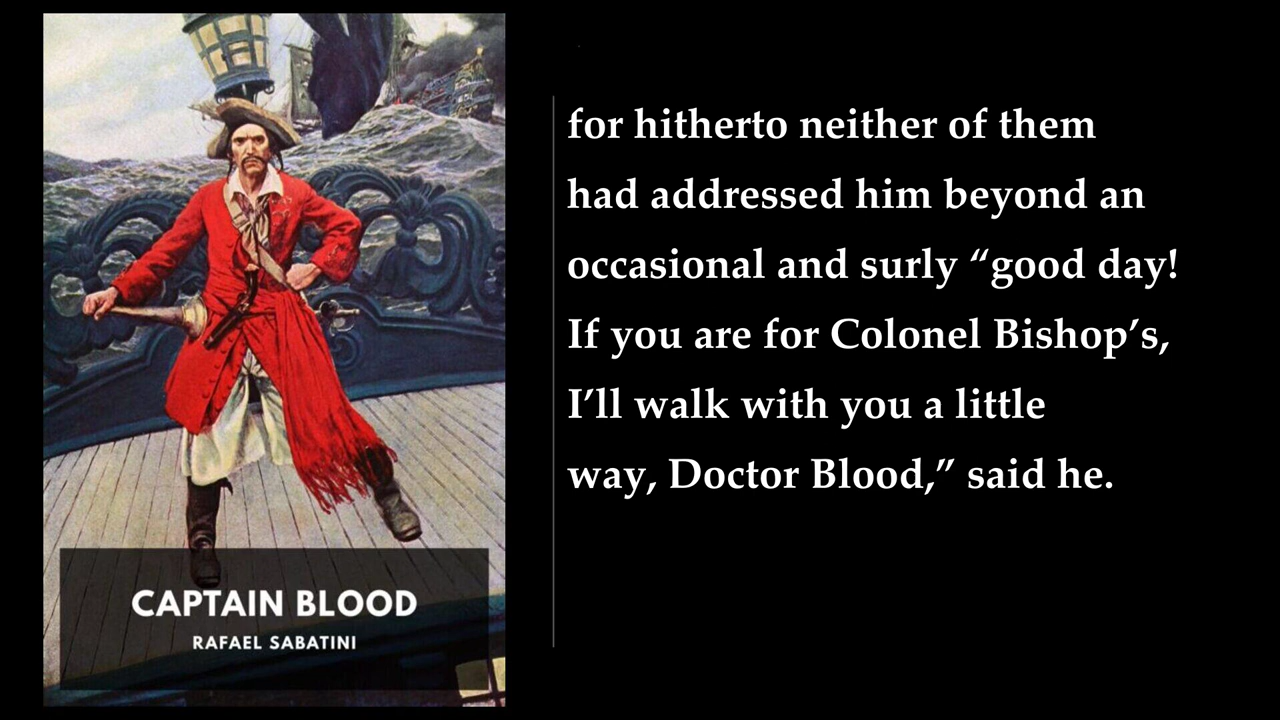 CAPTAIN BLOOD
RAFAEL SABATINI
for hitherto neither of them
had addressed him beyond an
occasional and surly “good day!
If you are for Colonel Bishop’s,
I’ll walk with you a little
way, Doctor Blood,” said he.